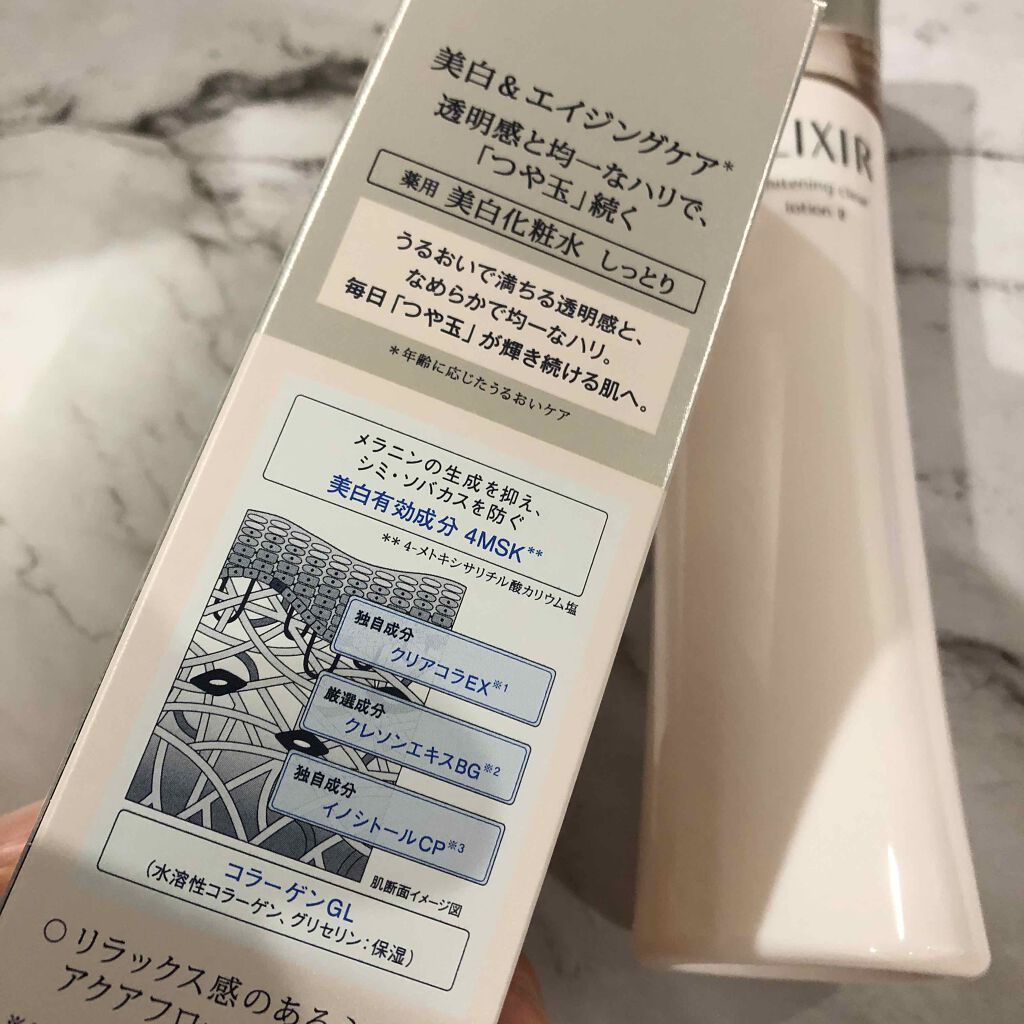 美白&エイジングケア*
透明感と均一なハリで、
「つや玉」続く
薬用 美白化粧水 しっとり
うるおいで満ちる透明感と、
なめらかで均一なハリ。
毎日「つや玉」が輝き続ける肌へ。
*年齢に応じたうるおいケア
メラニンの生成を抑え、
シミ・ソバカスを防ぐ
美白有効成分 4MSK**
**4-メトキシサリチル酸カリウム塩
独自成分
クリアコラEX※1
厳選成分
クレソンエキスBG※2
独自成分
イノシトールCP※3
肌断面イメージ図
コラーゲンGL
(水溶性コラーゲン、グリセリン:保湿)
○ リラックス感のある
アクアフロ
LIXIR
lotion